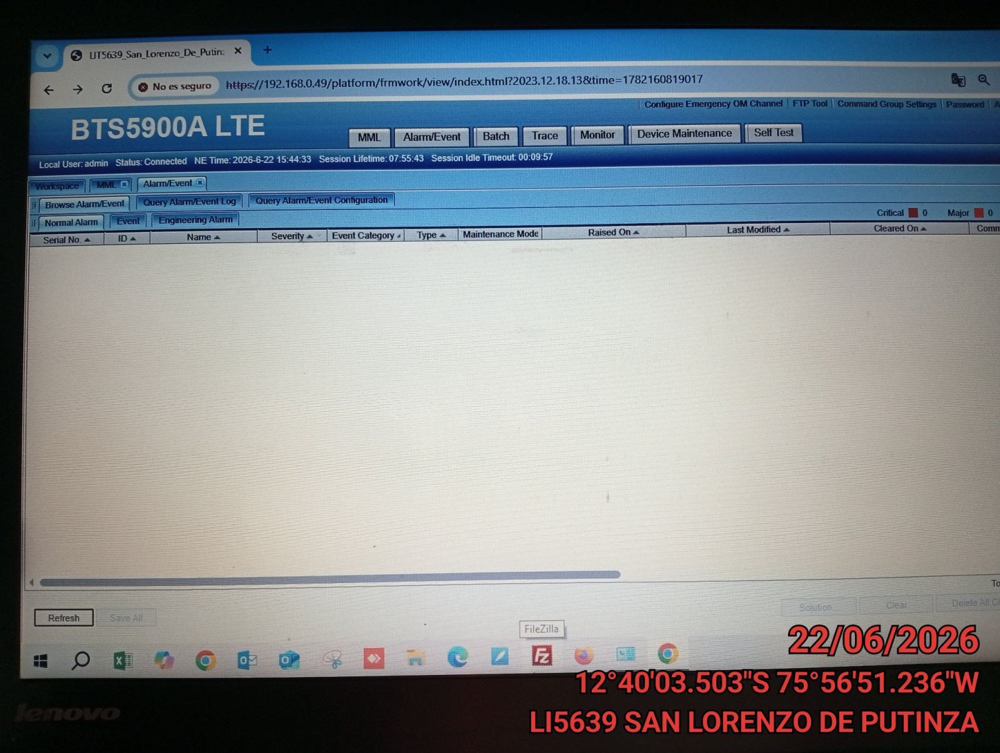 LIT5639_San_Lorenzo_De_Putin:
No es seguro https://192.168.0.49/platform/frmwork/view/index.html?2023.12.18.13&time=1782160819017
Configure Emergency OM Channel FTP Tool Command Group Settings Password
BTS5900A LTE
MML Alarm/Event Batch Trace Monitor Device Maintenance Self Test
Local User: admin Status: Connected NE Time: 2026-6-22 15:44:33 Session Lifetime: 07:55:43 Session Idle Timeout: 00:09:57
Workspace MML Alarm/Event
Browse Alarm/Event Query Alarm/Event Log Query Alarm/Event Configuration
Normal Alarm Event Engineering Alarm Critical 0 Major 0
Serial No. ID Name Severity Event Category Type Maintenance Mode Raised On Last Modified Cleared On Comm
To
Solution... Clear Delete All Cl
Refresh Save All
FileZilla
22/06/2026
12°40'03.503"S 75°56'51.236"W
LI5639 SAN LORENZO DE PUTINZA
lenovo